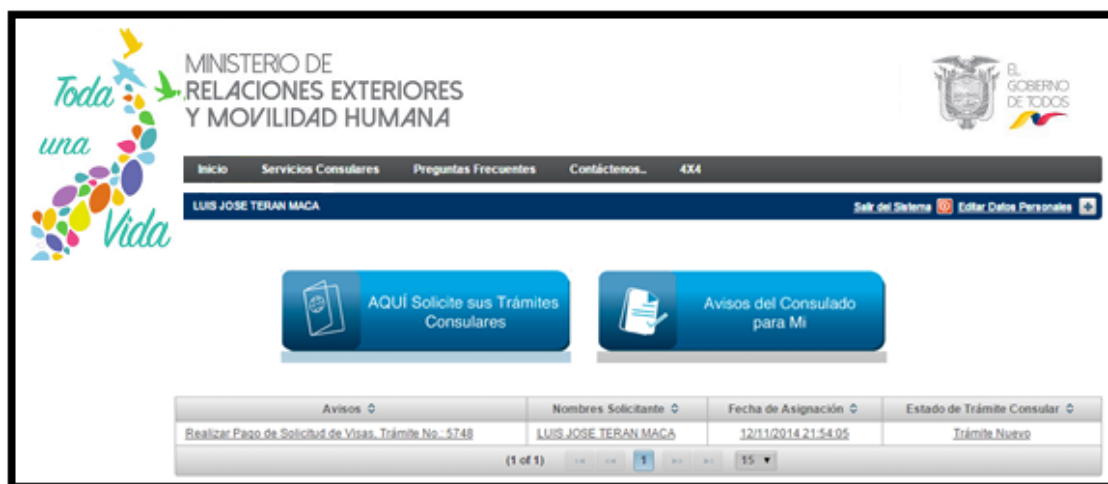 Toda
una
Vida
MINISTERIO DE
RELACIONES EXTERIORES
Y MOVILIDAD HUMANA
EL
GOBIERNO
DE TODOS
Inicio Servicios Consulares Preguntas Frecuentes Contáctenos.. 4X4
LUIS JOSE TERAN MACA Salir del Sistema Editar Datos Personales
AQUÍ Solicite sus Trámites
Consulares
Avisos del Consulado
para Mi
Avisos Nombres Solicitante Fecha de Asignación Estado de Trámite Consular
Realizar Pago de Solicitud de Visas, Trámite No.: 5748 LUIS JOSE TERAN MACA 12/11/2014 21:54:05 Trámite Nuevo
(1 of 1) 1 15